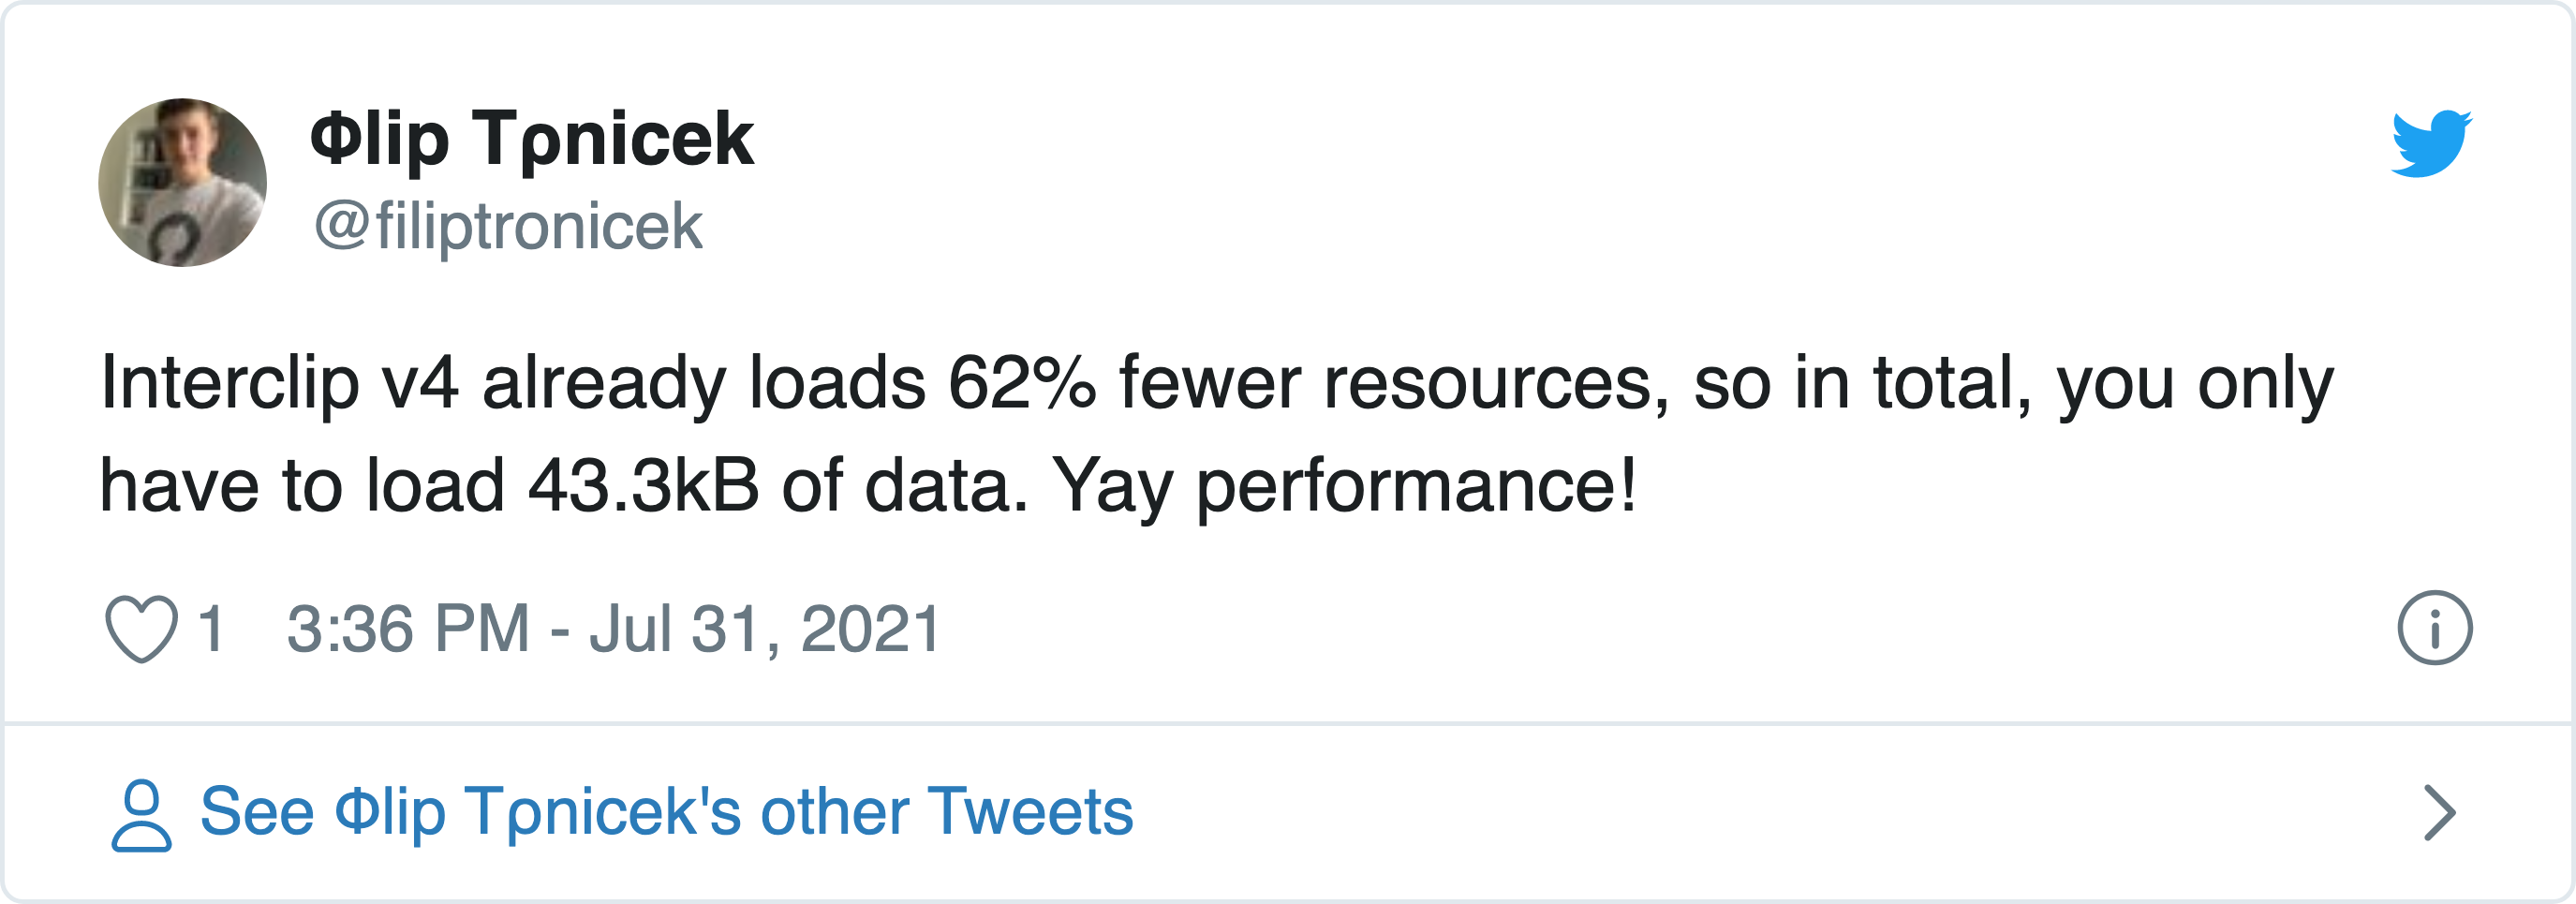 Φlip Tρnicek
@filiptronicek
Interclip v4 already loads 62% fewer resources, so in total, you only
have to load 43.3kB of data. Yay performance!
1 3:36 PM - Jul 31, 2021
See Φlip Tρnicek's other Tweets